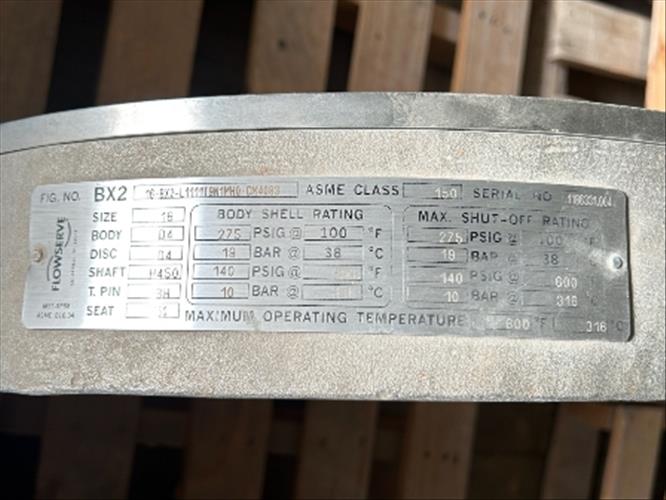 FIG. NO. BX2 ASME CLASS 150 SERIAL NO.
SIZE 16 BODY SHELL RATING MAX. SHUT-OFF RATING
BODY 04 275 PSIG @ 100 °F 275 PSIG @ 100 °F
DISC 04 19 BAR @ 38 °C 19 BAR @ 38
SHAFT 140 PSIG @ °F 140 PSIG @ 600
T. PIN 10 BAR @ °C 10 BAR @ 316
SEAT MAXIMUM OPERATING TEMPERATURE 600 °F 316 °C
FLOWSERVE